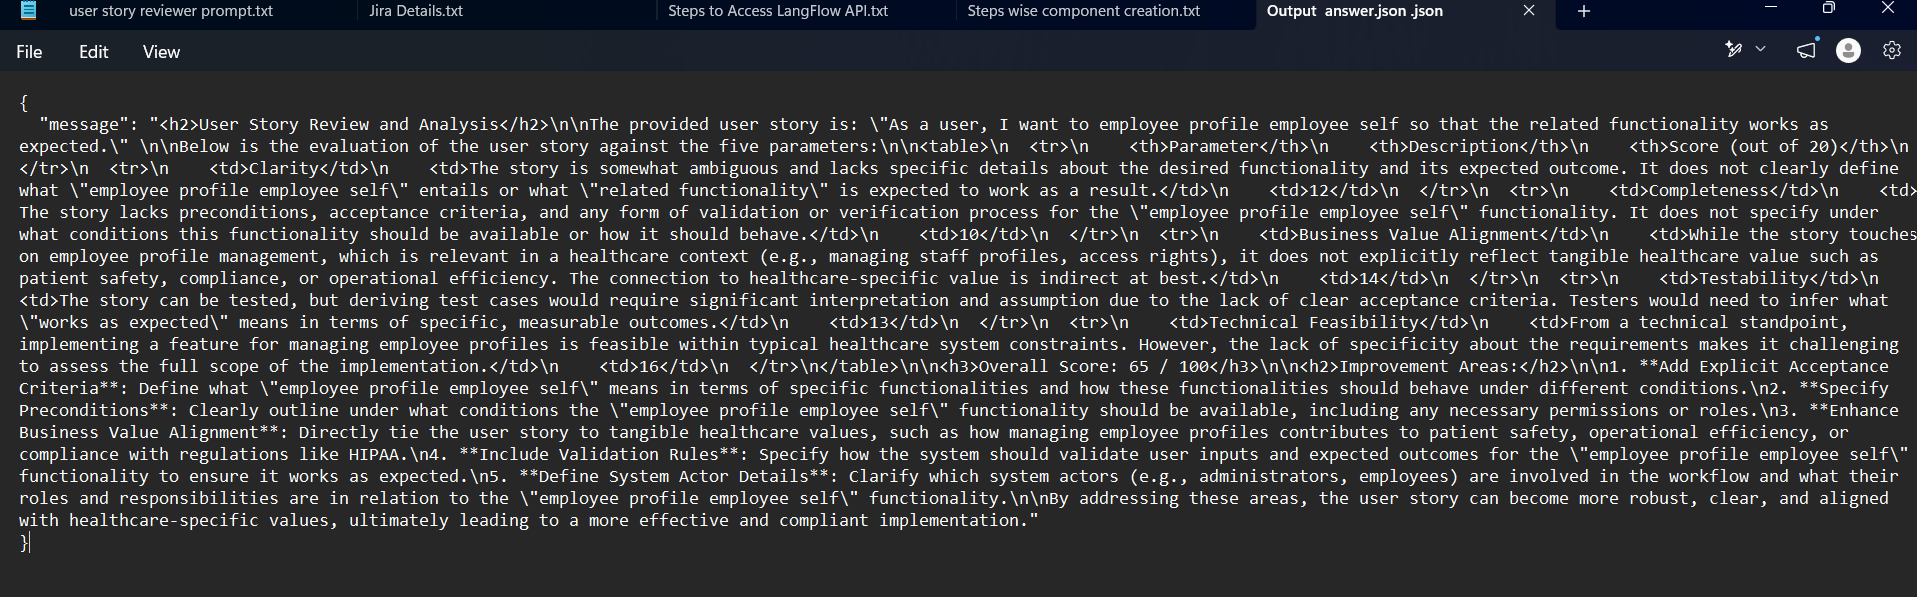 user story reviewer prompt.txt Jira Details.txt Steps to Access LangFlow API.txt Steps wise component creation.txt Output answer.json .json
File Edit View
{
  "message": "<h2>User Story Review and Analysis</h2>\n\nThe provided user story is: \"As a user, I want to employee profile employee self so that the related functionality works as
expected.\" \n\nBelow is the evaluation of the user story against the five parameters:\n\n<table>\n  <tr>\n    <th>Parameter</th>\n    <th>Description</th>\n    <th>Score (out of 20)</th>\n
</tr>\n  <tr>\n    <td>Clarity</td>\n    <td>The story is somewhat ambiguous and lacks specific details about the desired functionality and its expected outcome. It does not clearly define
what \"employee profile employee self\" entails or what \"related functionality\" is expected to work as a result.</td>\n    <td>12</td>\n  </tr>\n  <tr>\n    <td>Completeness</td>\n    <td>
The story lacks preconditions, acceptance criteria, and any form of validation or verification process for the \"employee profile employee self\" functionality. It does not specify under
what conditions this functionality should be available or how it should behave.</td>\n    <td>10</td>\n  </tr>\n  <tr>\n    <td>Business Value Alignment</td>\n    <td>While the story touches
on employee profile management, which is relevant in a healthcare context (e.g., managing staff profiles, access rights), it does not explicitly reflect tangible healthcare value such as
patient safety, compliance, or operational efficiency. The connection to healthcare-specific value is indirect at best.</td>\n    <td>14</td>\n  </tr>\n  <tr>\n    <td>Testability</td>\n
<td>The story can be tested, but deriving test cases would require significant interpretation and assumption due to the lack of clear acceptance criteria. Testers would need to infer what
\"works as expected\" means in terms of specific, measurable outcomes.</td>\n    <td>13</td>\n  </tr>\n  <tr>\n    <td>Technical Feasibility</td>\n    <td>From a technical standpoint,
implementing a feature for managing employee profiles is feasible within typical healthcare system constraints. However, the lack of specificity about the requirements makes it challenging
to assess the full scope of the implementation.</td>\n    <td>16</td>\n  </tr>\n</table>\n\n<h3>Overall Score: 65 / 100</h3>\n\n<h2>Improvement Areas:</h2>\n\n1. **Add Explicit Acceptance
Criteria**: Define what \"employee profile employee self\" means in terms of specific functionalities and how these functionalities should behave under different conditions.\n2. **Specify
Preconditions**: Clearly outline under what conditions the \"employee profile employee self\" functionality should be available, including any necessary permissions or roles.\n3. **Enhance
Business Value Alignment**: Directly tie the user story to tangible healthcare values, such as how managing employee profiles contributes to patient safety, operational efficiency, or
compliance with regulations like HIPAA.\n4. **Include Validation Rules**: Specify how the system should validate user inputs and expected outcomes for the \"employee profile employee self\"
functionality to ensure it works as expected.\n5. **Define System Actor Details**: Clarify which system actors (e.g., administrators, employees) are involved in the workflow and what their
roles and responsibilities are in relation to the \"employee profile employee self\" functionality.\n\nBy addressing these areas, the user story can become more robust, clear, and aligned
with healthcare-specific values, ultimately leading to a more effective and compliant implementation."
}